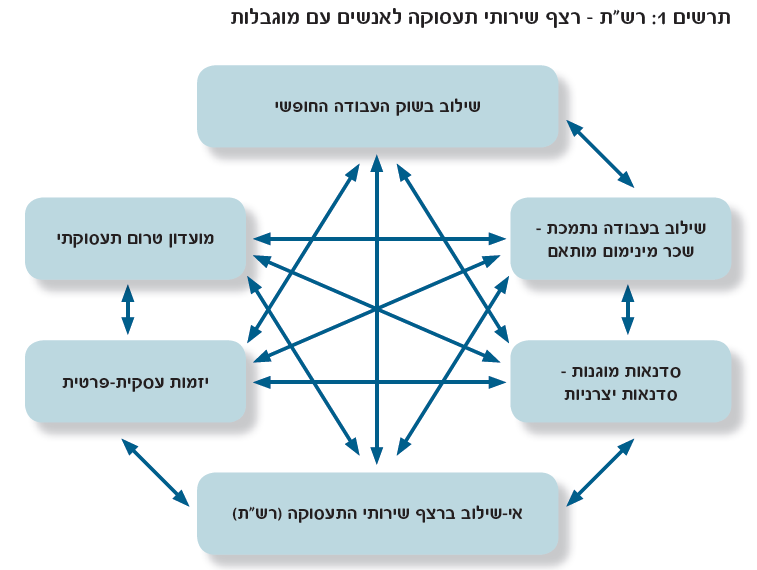 תרשים 1: רש"ת - רצף שירותי תעסוקה לאנשים עם מוגבלות
שילוב בשוק העבודה החופשי
שילוב בעבודה נתמכת -
שכר מינימום מותאם
מועדון טרום תעסוקתי
סדנאות מוגנות -
סדנאות יצרניות
יזמות עסקית-פרטית
אי-שילוב ברצף שירותי התעסוקה (רש"ת)